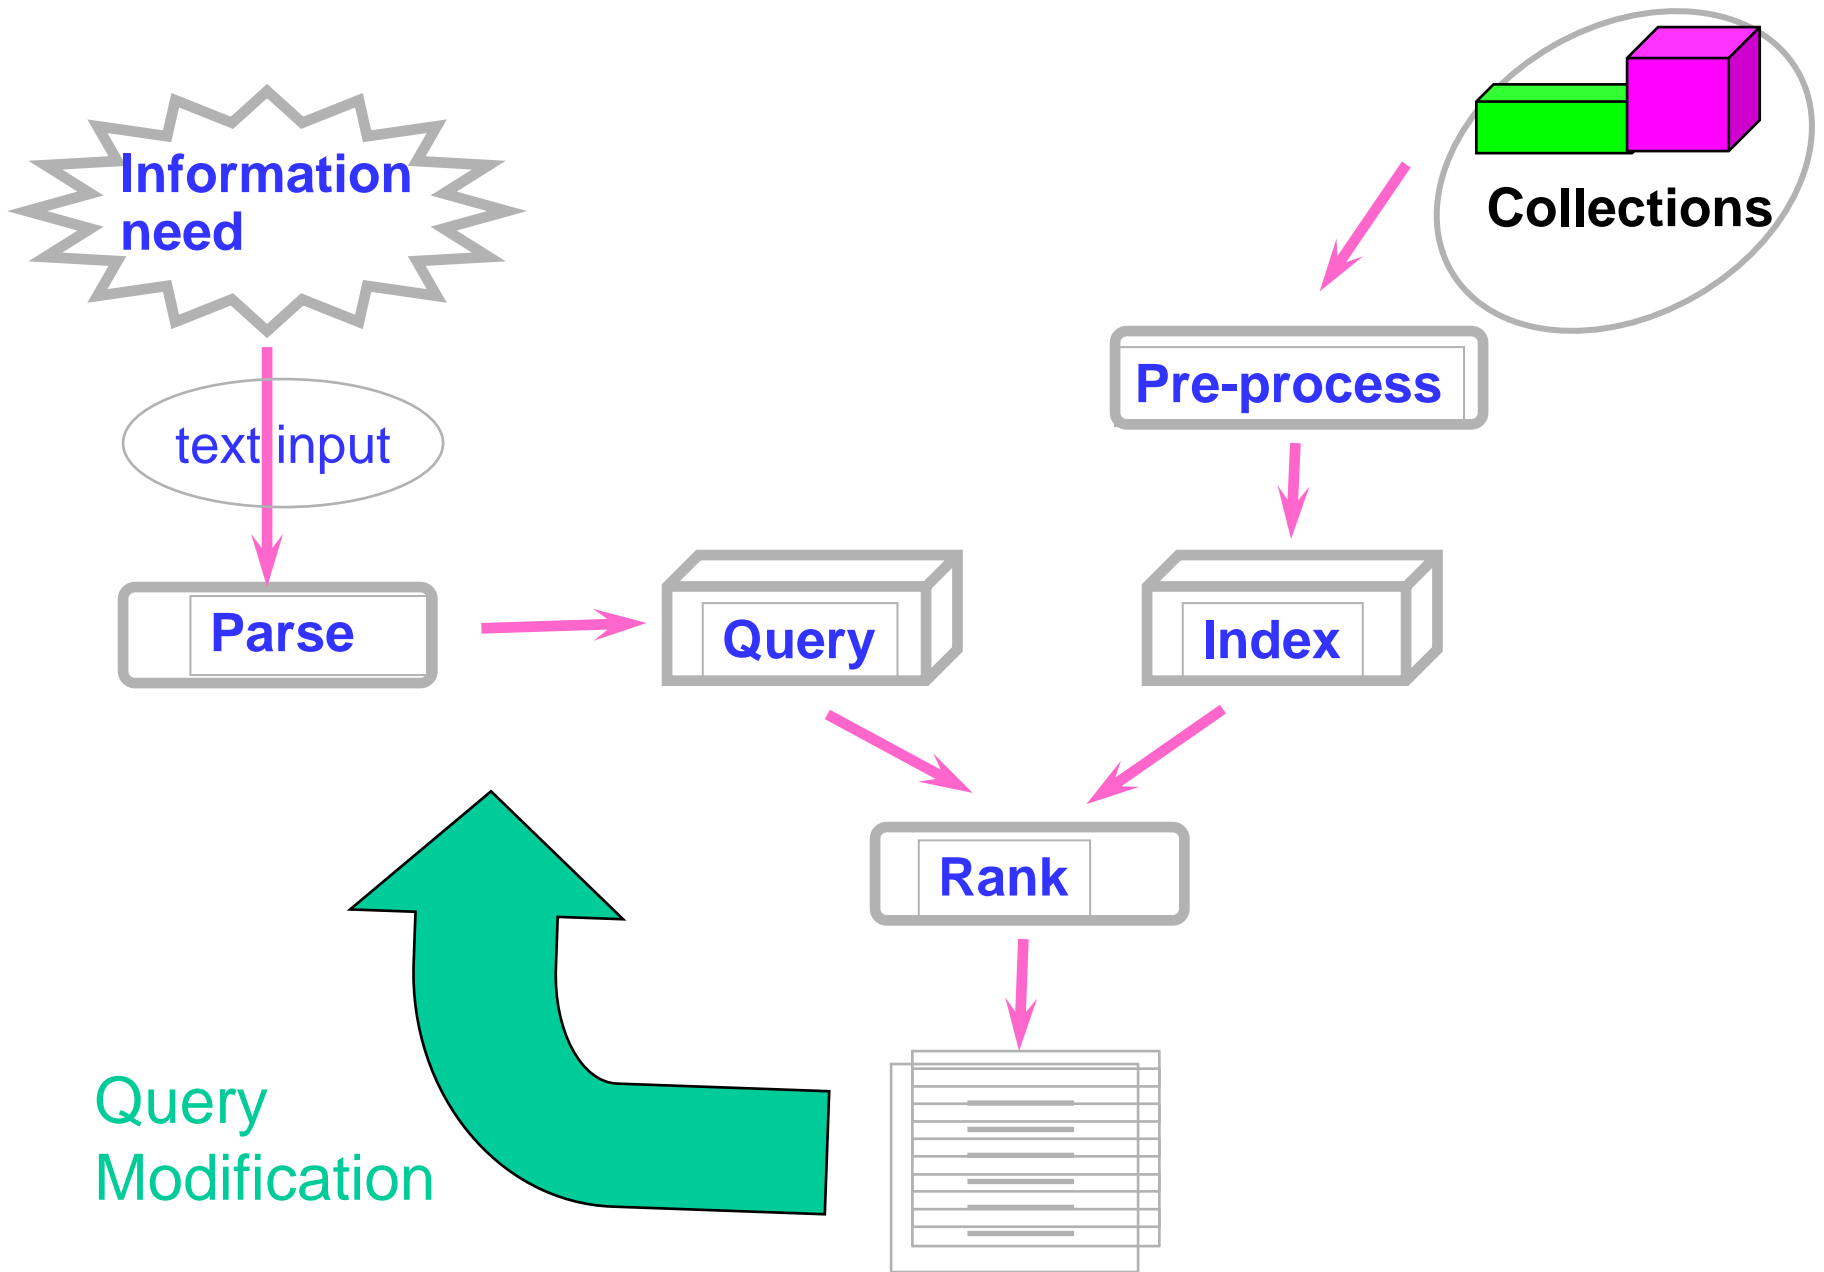 Information
need
Collections
Pre-process
text input
Parse
Query
Index
Rank
Query
Modification